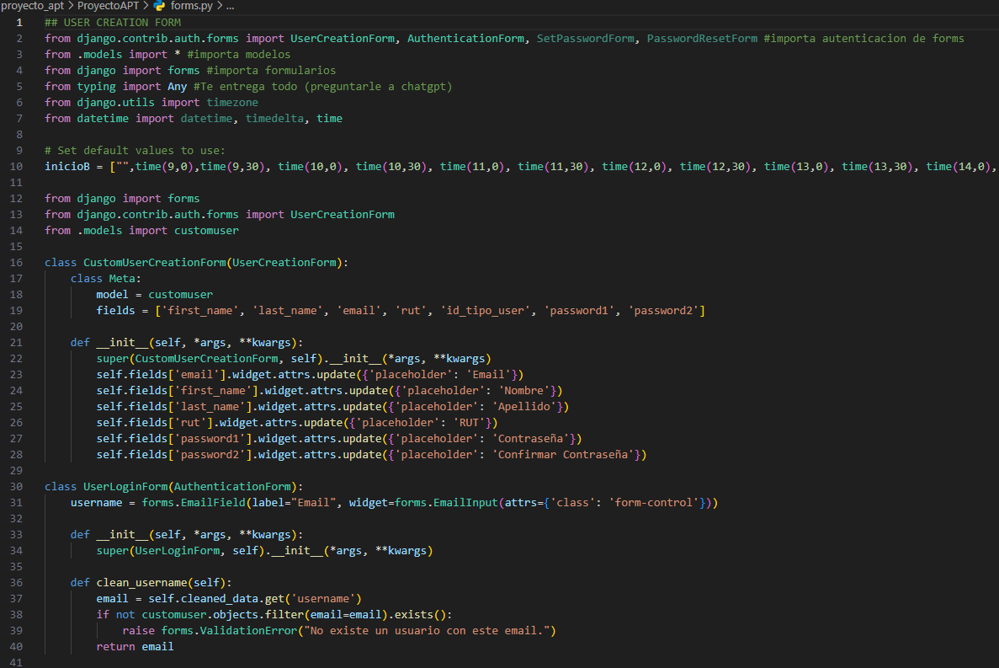 proyecto_apt > ProyectoAPT > forms.py > ...
1 ## USER CREATION FORM
2 from django.contrib.auth.forms import UserCreationForm, AuthenticationForm, SetPasswordForm, PasswordResetForm #importa autenticacion de forms
3 from .models import * #importa modelos
4 from django import forms #importa formularios
5 from typing import Any #Te entrega todo (preguntarle a chatgpt)
6 from django.utils import timezone
7 from datetime import datetime, timedelta, time
8
9 # Set default values to use:
10 inicioB = ["",time(9,0),time(9,30), time(10,0), time(10,30), time(11,0), time(11,30), time(12,0), time(12,30), time(13,0), time(13,30), time(14,0),
11
12 from django import forms
13 from django.contrib.auth.forms import UserCreationForm
14 from .models import customuser
15
16 class CustomUserCreationForm(UserCreationForm):
17     class Meta:
18         model = customuser
19         fields = ['first_name', 'last_name', 'email', 'rut', 'id_tipo_user', 'password1', 'password2']
20
21     def __init__(self, *args, **kwargs):
22         super(CustomUserCreationForm, self).__init__(*args, **kwargs)
23         self.fields['email'].widget.attrs.update({'placeholder': 'Email'})
24         self.fields['first_name'].widget.attrs.update({'placeholder': 'Nombre'})
25         self.fields['last_name'].widget.attrs.update({'placeholder': 'Apellido'})
26         self.fields['rut'].widget.attrs.update({'placeholder': 'RUT'})
27         self.fields['password1'].widget.attrs.update({'placeholder': 'Contraseña'})
28         self.fields['password2'].widget.attrs.update({'placeholder': 'Confirmar Contraseña'})
29
30 class UserLoginForm(AuthenticationForm):
31     username = forms.EmailField(label="Email", widget=forms.EmailInput(attrs={'class': 'form-control'}))
32
33     def __init__(self, *args, **kwargs):
34         super(UserLoginForm, self).__init__(*args, **kwargs)
35
36     def clean_username(self):
37         email = self.cleaned_data.get('username')
38         if not customuser.objects.filter(email=email).exists():
39             raise forms.ValidationError("No existe un usuario con este email.")
40         return email
41